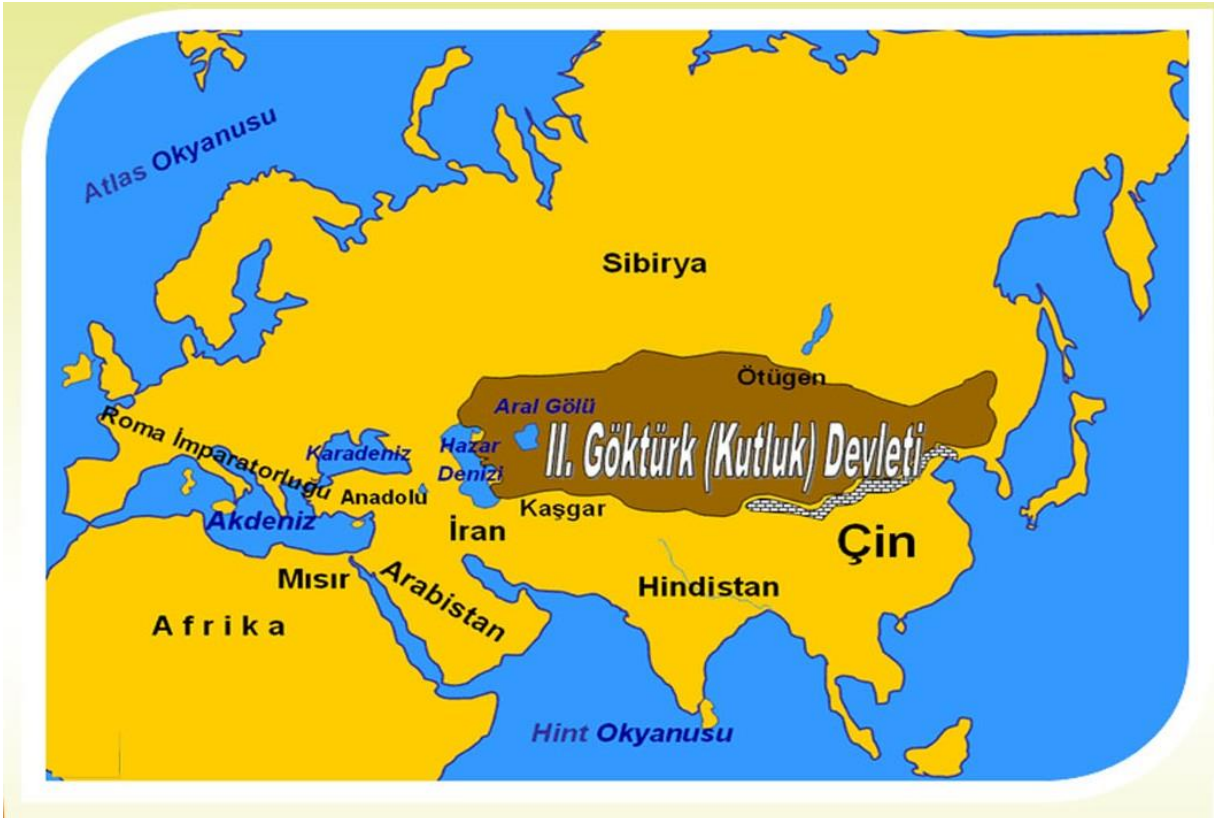 Atlas Okyanusu
Sibirya
Ötügen
Aral Gölü
II. Göktürk (Kutluk) Devleti
Roma İmparatorluğu
Karadeniz
Hazar
Denizi
Anadolu
Kaşgar
Akdeniz
İran
Çin
Mısır
Arabistan
Hindistan
Afrika
Hint Okyanusu